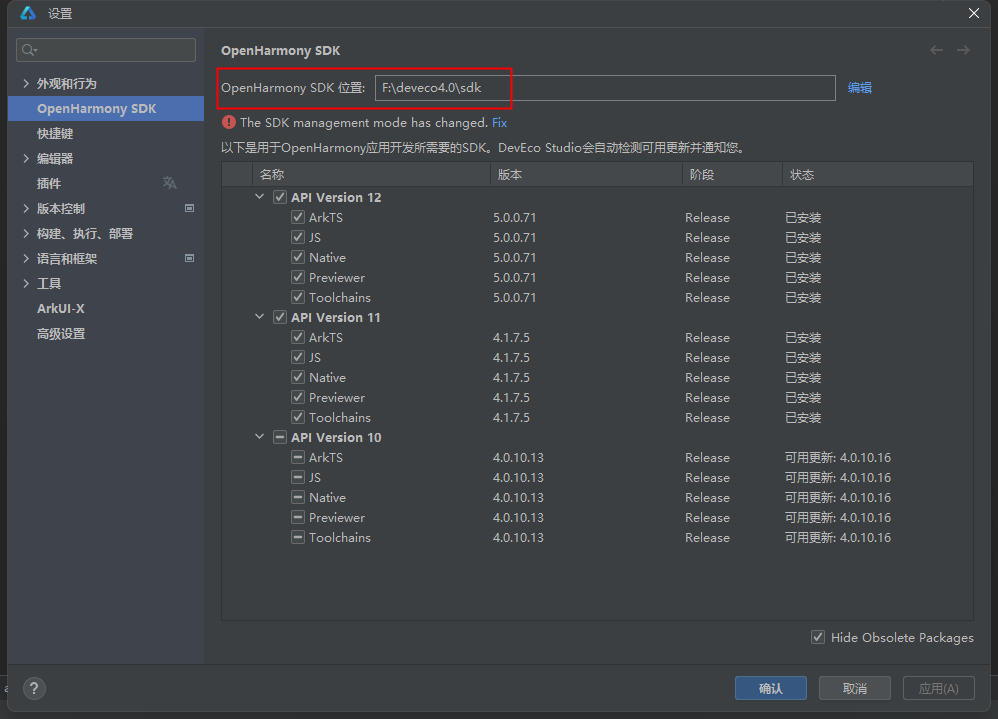 设置
OpenHarmony SDK
外观和行为
OpenHarmony SDK 位置: F:\deveco4.0\sdk 编辑
OpenHarmony SDK
The SDK management mode has changed. Fix
快捷键
以下是用于OpenHarmony应用开发所需要的SDK。DevEco Studio会自动检测可用更新并通知您。
编辑器
插件
版本控制
构建、执行、部署
语言和框架
工具
ArkUI-X
高级设置
名称 版本 阶段 状态
API Version 12
ArkTS 5.0.0.71 Release 已安装
JS 5.0.0.71 Release 已安装
Native 5.0.0.71 Release 已安装
Previewer 5.0.0.71 Release 已安装
Toolchains 5.0.0.71 Release 已安装
API Version 11
ArkTS 4.1.7.5 Release 已安装
JS 4.1.7.5 Release 已安装
Native 4.1.7.5 Release 已安装
Previewer 4.1.7.5 Release 已安装
Toolchains 4.1.7.5 Release 已安装
API Version 10
ArkTS 4.0.10.13 Release 可用更新: 4.0.10.16
JS 4.0.10.13 Release 可用更新: 4.0.10.16
Native 4.0.10.13 Release 可用更新: 4.0.10.16
Previewer 4.0.10.13 Release 可用更新: 4.0.10.16
Toolchains 4.0.10.13 Release 可用更新: 4.0.10.16
Hide Obsolete Packages
? 确认 取消 应用(A)